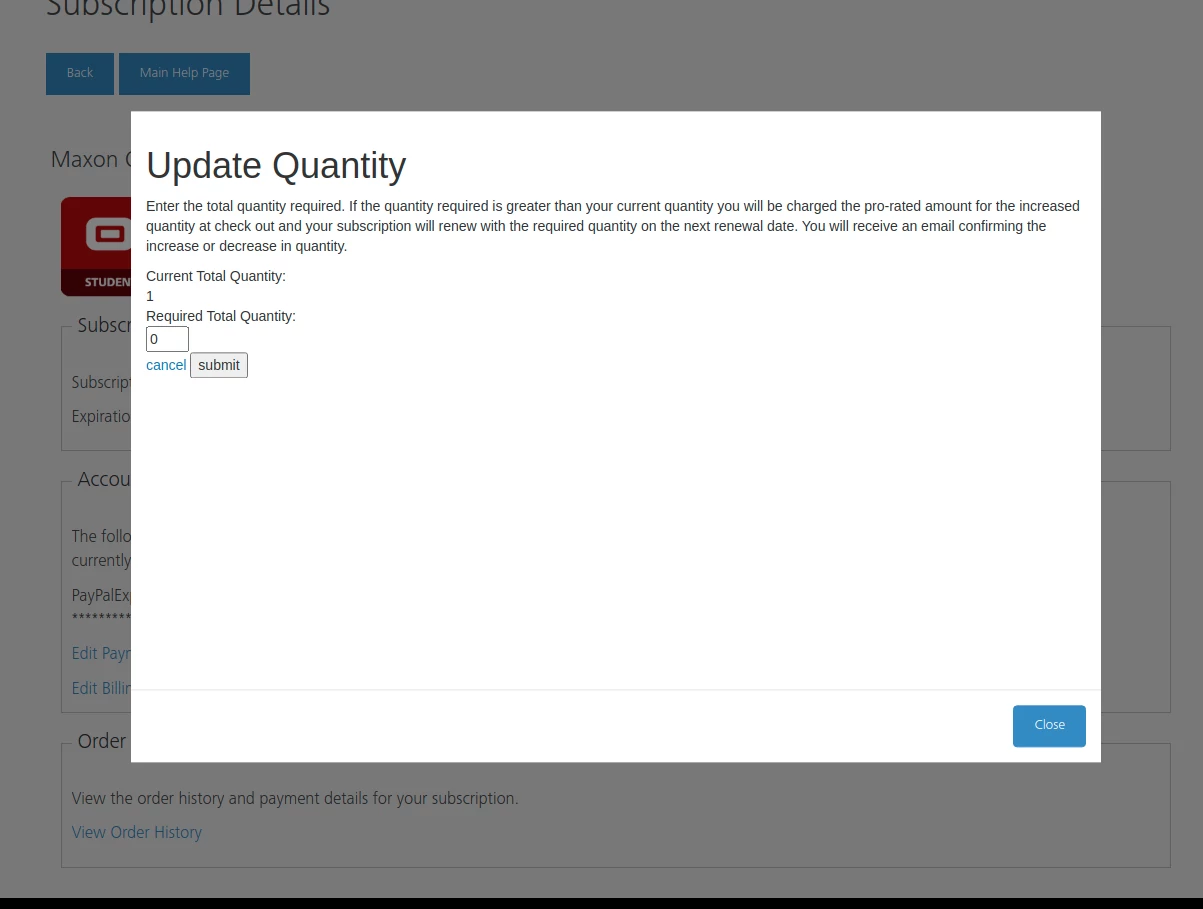 Subscription Details
Back
Main Help Page
Maxon
Update Quantity
Enter the total quantity required. If the quantity required is greater than your current quantity you will be charged the pro-rated amount for the increased
quantity at check out and your subscription will renew with the required quantity on the next renewal date. You will receive an email confirming the
increase or decrease in quantity.
Current Total Quantity:
1
Required Total Quantity:
0
cancel submit
STUDEN
Subscr
Subscript
Expiratio
Accou
The follo
currently
PayPalEx
*********
Edit Payn
Edit Billin
Close
Order
View the order history and payment details for your subscription.
View Order History